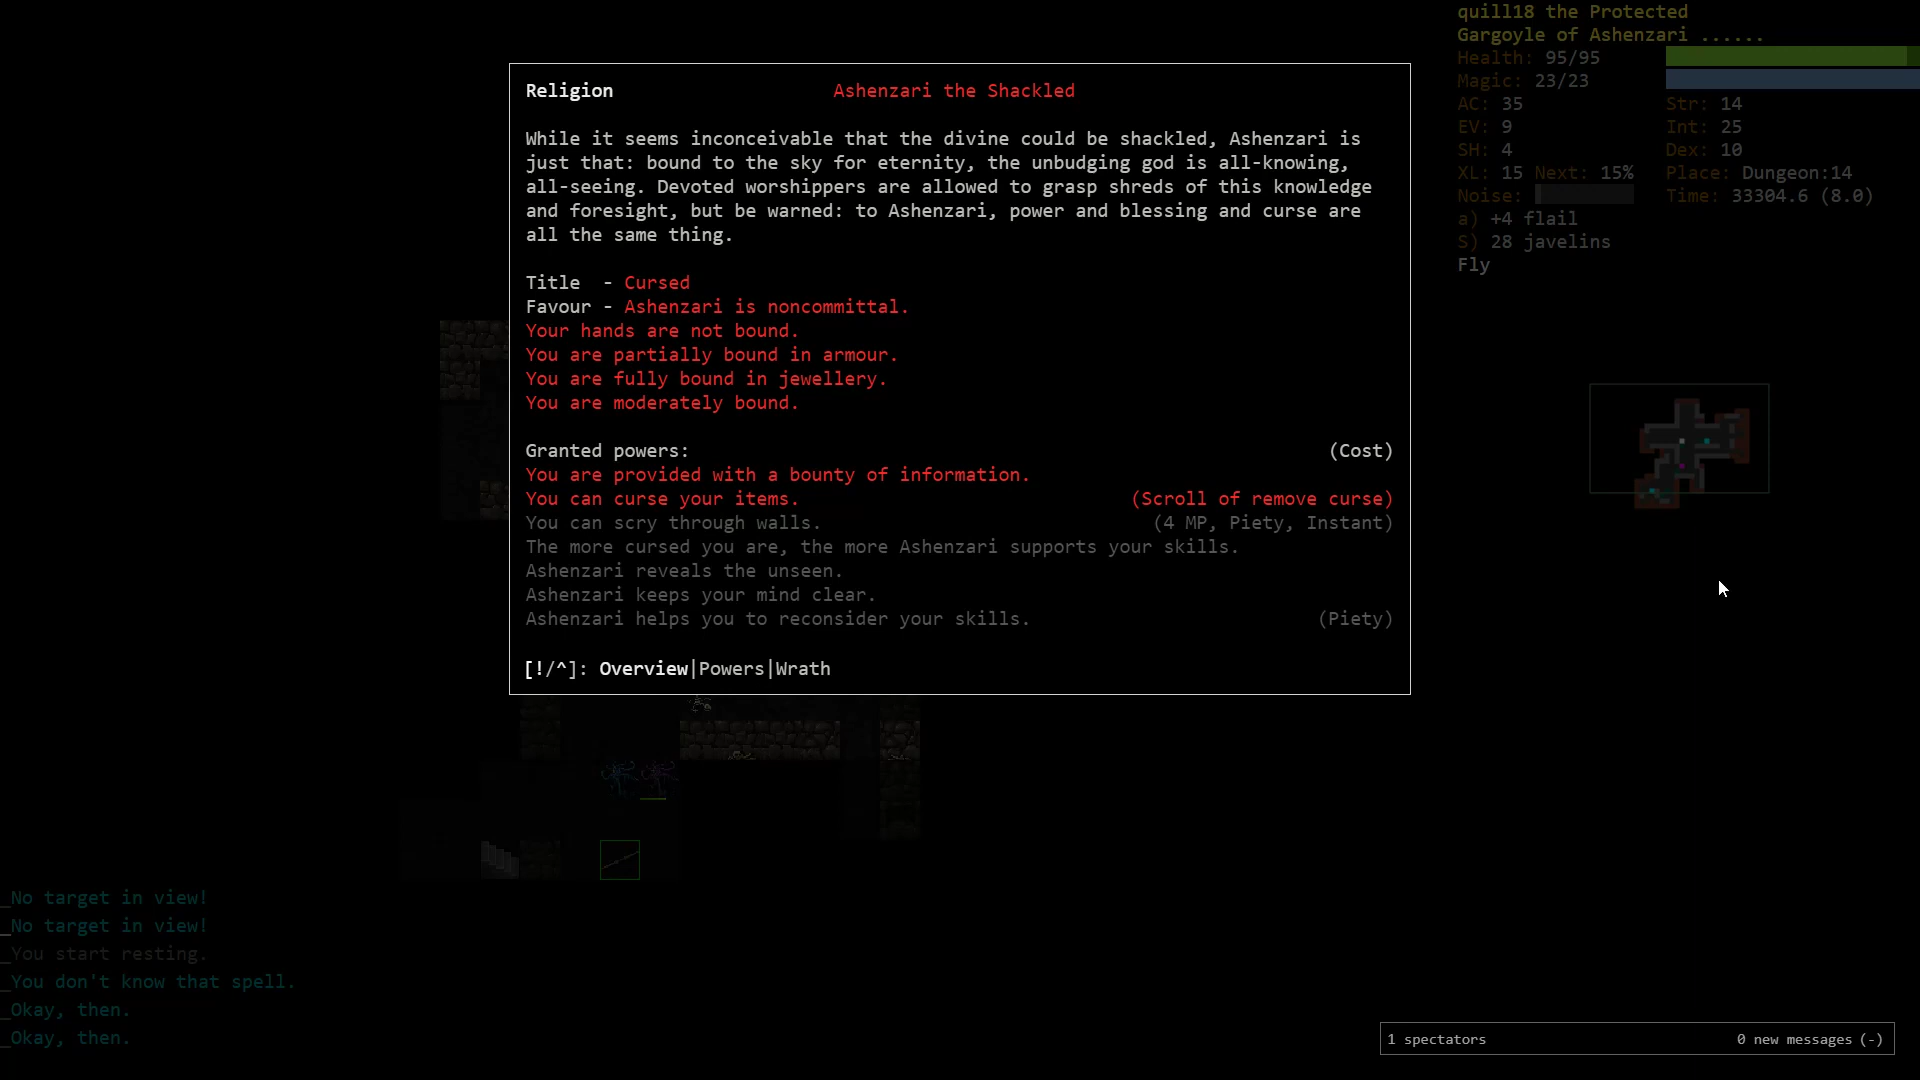 quill18 the Protected
Gargoyle of Ashenzari ......
Health: 95/95
Magic: 23/23
AC: 35 Str: 14
EV: 9 Int: 25
SH: 4 Dex: 10
XL: 15 Next: 15% Place: Dungeon:14
Noise: Time: 33304.6 (8.0)
a) +4 flail
S) 28 javelins
Fly
Religion Ashenzari the Shackled
While it seems inconceivable that the divine could be shackled, Ashenzari is
just that: bound to the sky for eternity, the unbudging god is all-knowing,
all-seeing. Devoted worshippers are allowed to grasp shreds of this knowledge
and foresight, but be warned: to Ashenzari, power and blessing and curse are
all the same thing.
Title - Cursed
Favour - Ashenzari is noncommittal.
Your hands are not bound.
You are partially bound in armour.
You are fully bound in jewellery.
You are moderately bound.
Granted powers: (Cost)
You are provided with a bounty of information.
You can curse your items. (Scroll of remove curse)
You can scry through walls. (4 MP, Piety, Instant)
The more cursed you are, the more Ashenzari supports your skills.
Ashenzari reveals the unseen.
Ashenzari keeps your mind clear.
Ashenzari helps you to reconsider your skills. (Piety)
[!/^]: Overview|Powers|Wrath
_No target in view!
_No target in view!
_You start resting.
_You don't know that spell.
_Okay, then.
_Okay, then.
1 spectators 0 new messages (-)